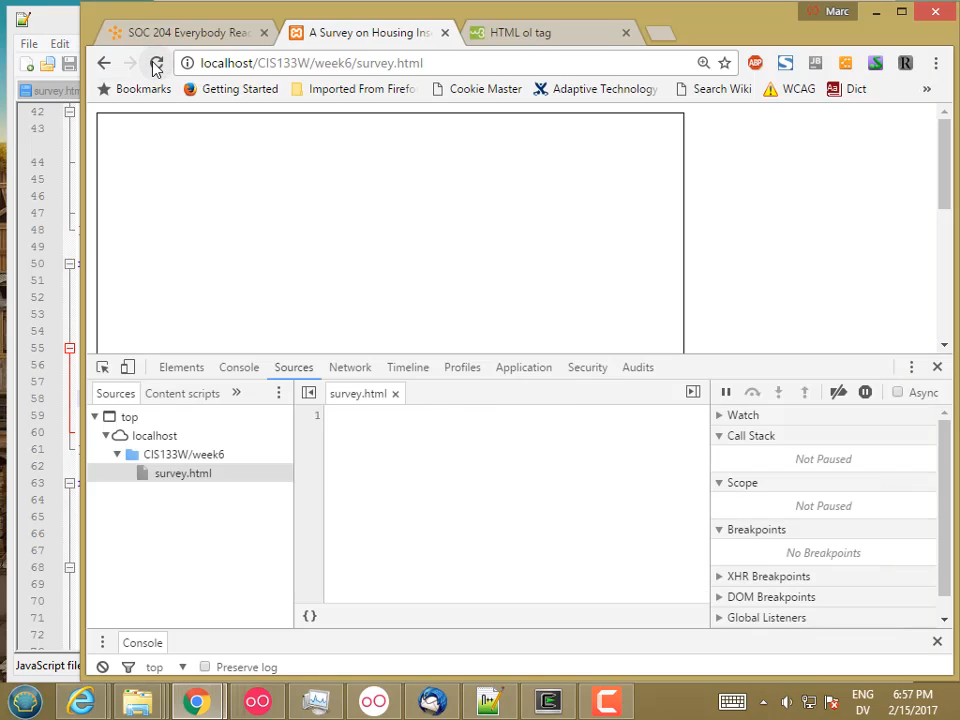 Marc
SOC 204 Everybody Rea
A Survey on Housing Ins
HTML ol tag
File Edit
localhost/CIS133W/week6/survey.html
ABP S JB R
Bookmarks Getting Started Imported From Firefo Cookie Master Adaptive Technology Search Wiki WCAG Dict »
survey.htm
42
43
44
45
46
47
48
49
50
51
52
53
54
55
56
57
58
59
60
61
62
63
64
65
66
67
68
69
70
71
72
Elements Console Sources Network Timeline Profiles Application Security Audits
Sources Content scripts »
survey.html
Async
top
localhost
CIS133W/week6
survey.html
1
{}
Watch
Call Stack
Not Paused
Scope
Not Paused
Breakpoints
No Breakpoints
XHR Breakpoints
DOM Breakpoints
Global Listeners
Console
top Preserve log
JavaScript file
ENG
DV
6:57 PM
2/15/2017